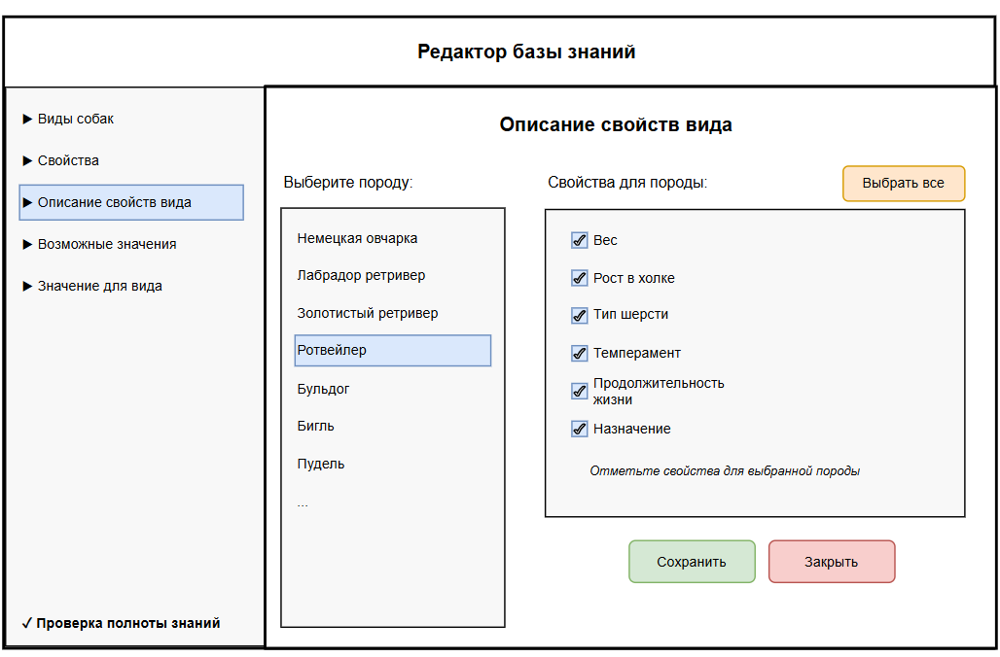 Редактор базы знаний
▶ Виды собак
▶ Свойства
▶ Описание свойств вида
▶ Возможные значения
▶ Значение для вида
✓ Проверка полноты знаний
Описание свойств вида
Выберите породу:
Немецкая овчарка
Лабрадор ретривер
Золотистый ретривер
Ротвейлер
Бульдог
Бигль
Пудель
...
Свойства для породы:
Выбрать все
Вес
Рост в холке
Тип шерсти
Темперамент
Продолжительность
жизни
Назначение
Отметьте свойства для выбранной породы
Сохранить
Закрыть